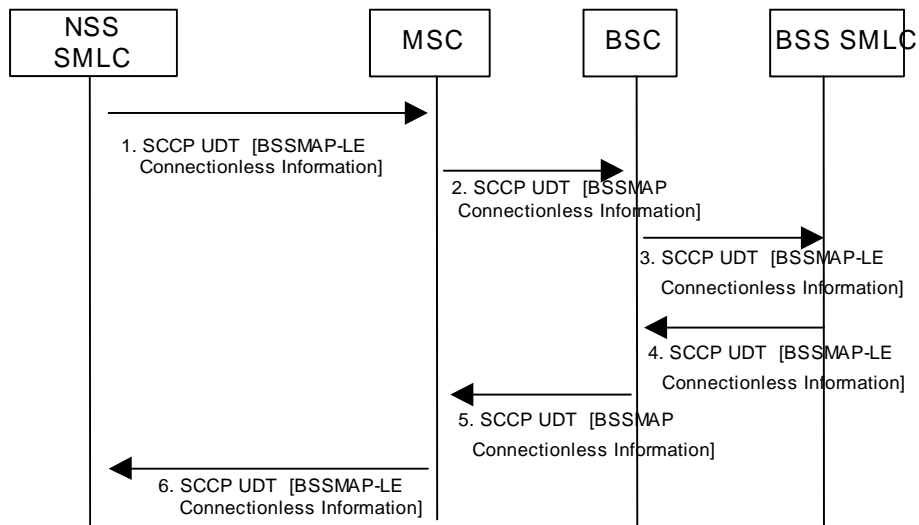 NSS
SMLC
MSC
BSC
BSS SMLC
1. SCCP UDT [BSSMAP-LE
Connectionless Information]
2. SCCP UDT [BSSMAP
Connectionless Information]
3. SCCP UDT [BSSMAP-LE
Connectionless Information]
4. SCCP UDT [BSSMAP-LE
Connectionless Information]
5. SCCP UDT [BSSMAP
Connectionless Information]
6. SCCP UDT [BSSMAP-LE
Connectionless Information]